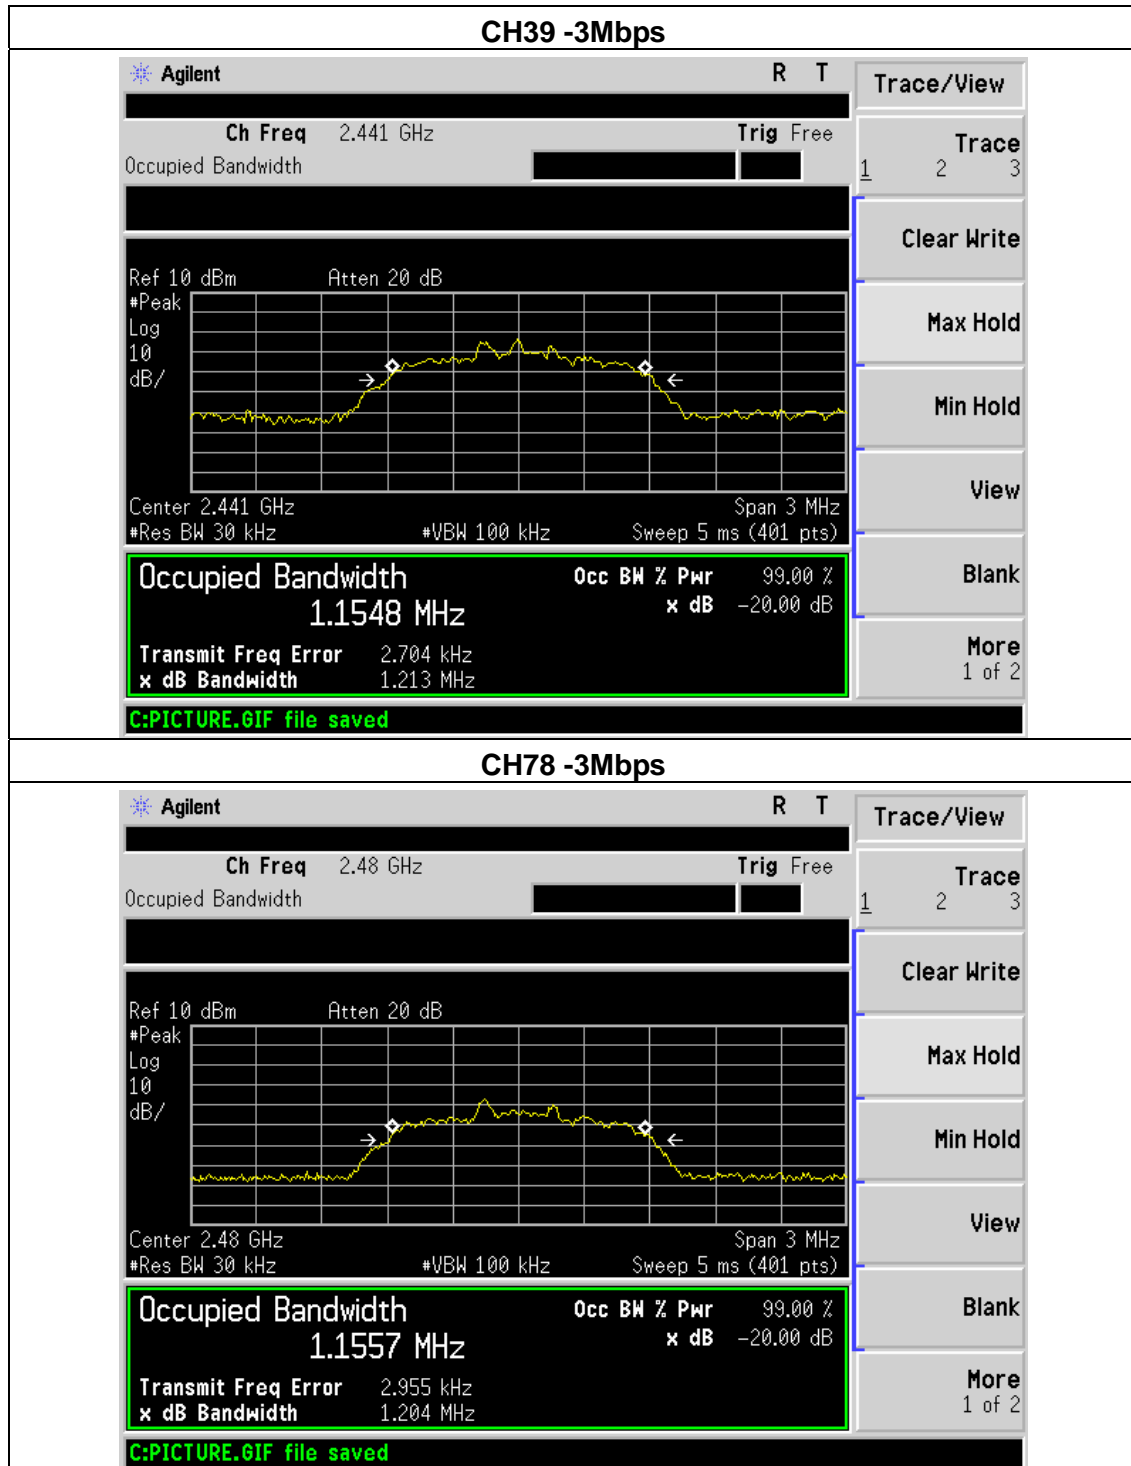 CH39 -3Mbps
Agilent R T Trace/View
Ch Freq 2.441 GHz Trig Free
Occupied Bandwidth
Trace
1 2 3
Clear Write
Ref 10 dBm Atten 20 dB
#Peak
Log
10
dB/
Max Hold
Min Hold
View
Center 2.441 GHz Span 3 MHz
#Res BW 30 kHz #VBW 100 kHz Sweep 5 ms (401 pts)
Occupied Bandwidth Occ BW % Pwr 99.00 %
1.1548 MHz x dB -20.00 dB
Blank
Transmit Freq Error 2.704 kHz
x dB Bandwidth 1.213 MHz
More
1 of 2
C:PICTURE.GIF file saved
CH78 -3Mbps
Agilent R T Trace/View
Ch Freq 2.48 GHz Trig Free
Occupied Bandwidth
Trace
1 2 3
Clear Write
Ref 10 dBm Atten 20 dB
#Peak
Log
10
dB/
Max Hold
Min Hold
View
Center 2.48 GHz Span 3 MHz
#Res BW 30 kHz #VBW 100 kHz Sweep 5 ms (401 pts)
Occupied Bandwidth Occ BW % Pwr 99.00 %
1.1557 MHz x dB -20.00 dB
Blank
Transmit Freq Error 2.955 kHz
x dB Bandwidth 1.204 MHz
More
1 of 2
C:PICTURE.GIF file saved